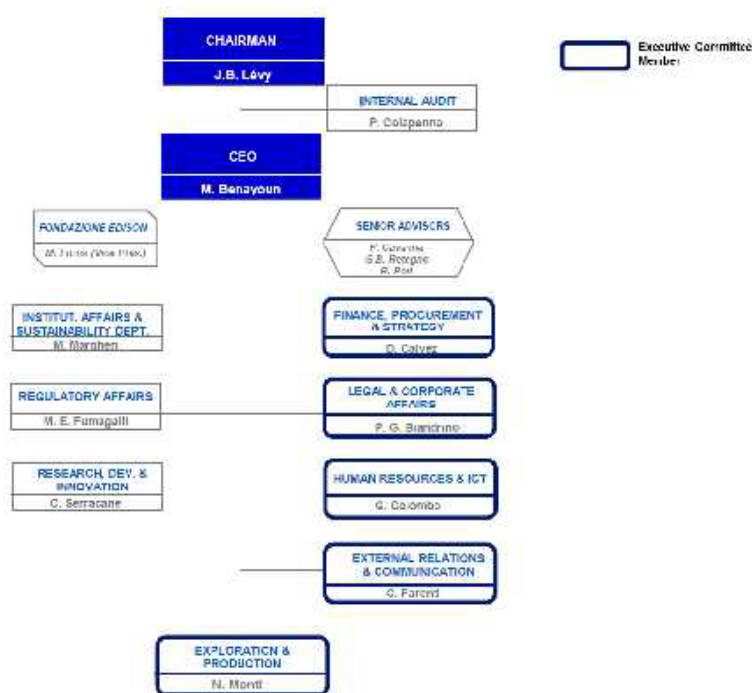 CHAIRMAN
J.B. Lévy
Executive Committee
Member
INTERNAL AUDIT
P. Colapenna
CEO
M. Benayoun
FONDAZIONE EDISON
SENIOR ADVISORS
G.B.
INSTITUT. AFFAIRS &
SUSTAINABILITY DEPT.
M. Marghen
FINANCE, PROCUREMENT
& STRATEGY
D. Calvez
REGULATORY AFFAIRS
M. E. Fumagalli
LEGAL & CORPORATE
AFFAIRS
P. G. Biandrino
RESEARCH, DEV. &
INNOVATION
C. Serracane
HUMAN RESOURCES & ICT
G. Colombo
EXTERNAL RELATIONS
& COMMUNICATION
C. Parenti
EXPLORATION &
PRODUCTION
N. Monti